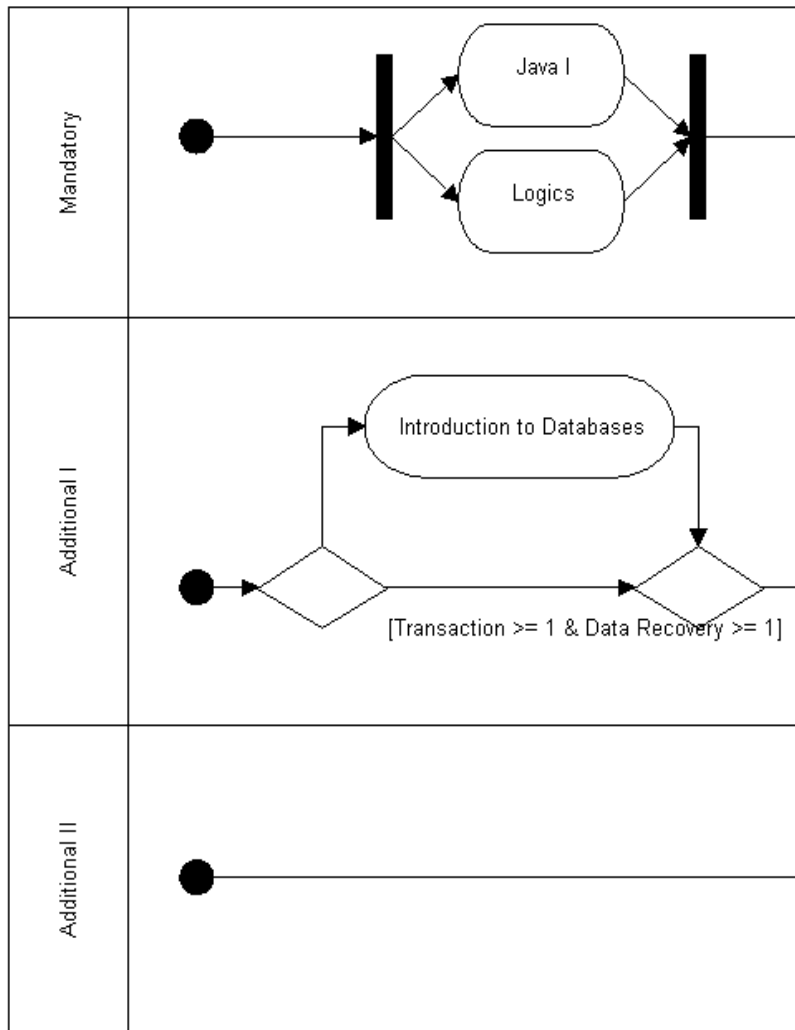 Mandatory
Java I
Logics
Additional I
Introduction to Databases
[Transaction >= 1 & Data Recovery >= 1]
Additional II